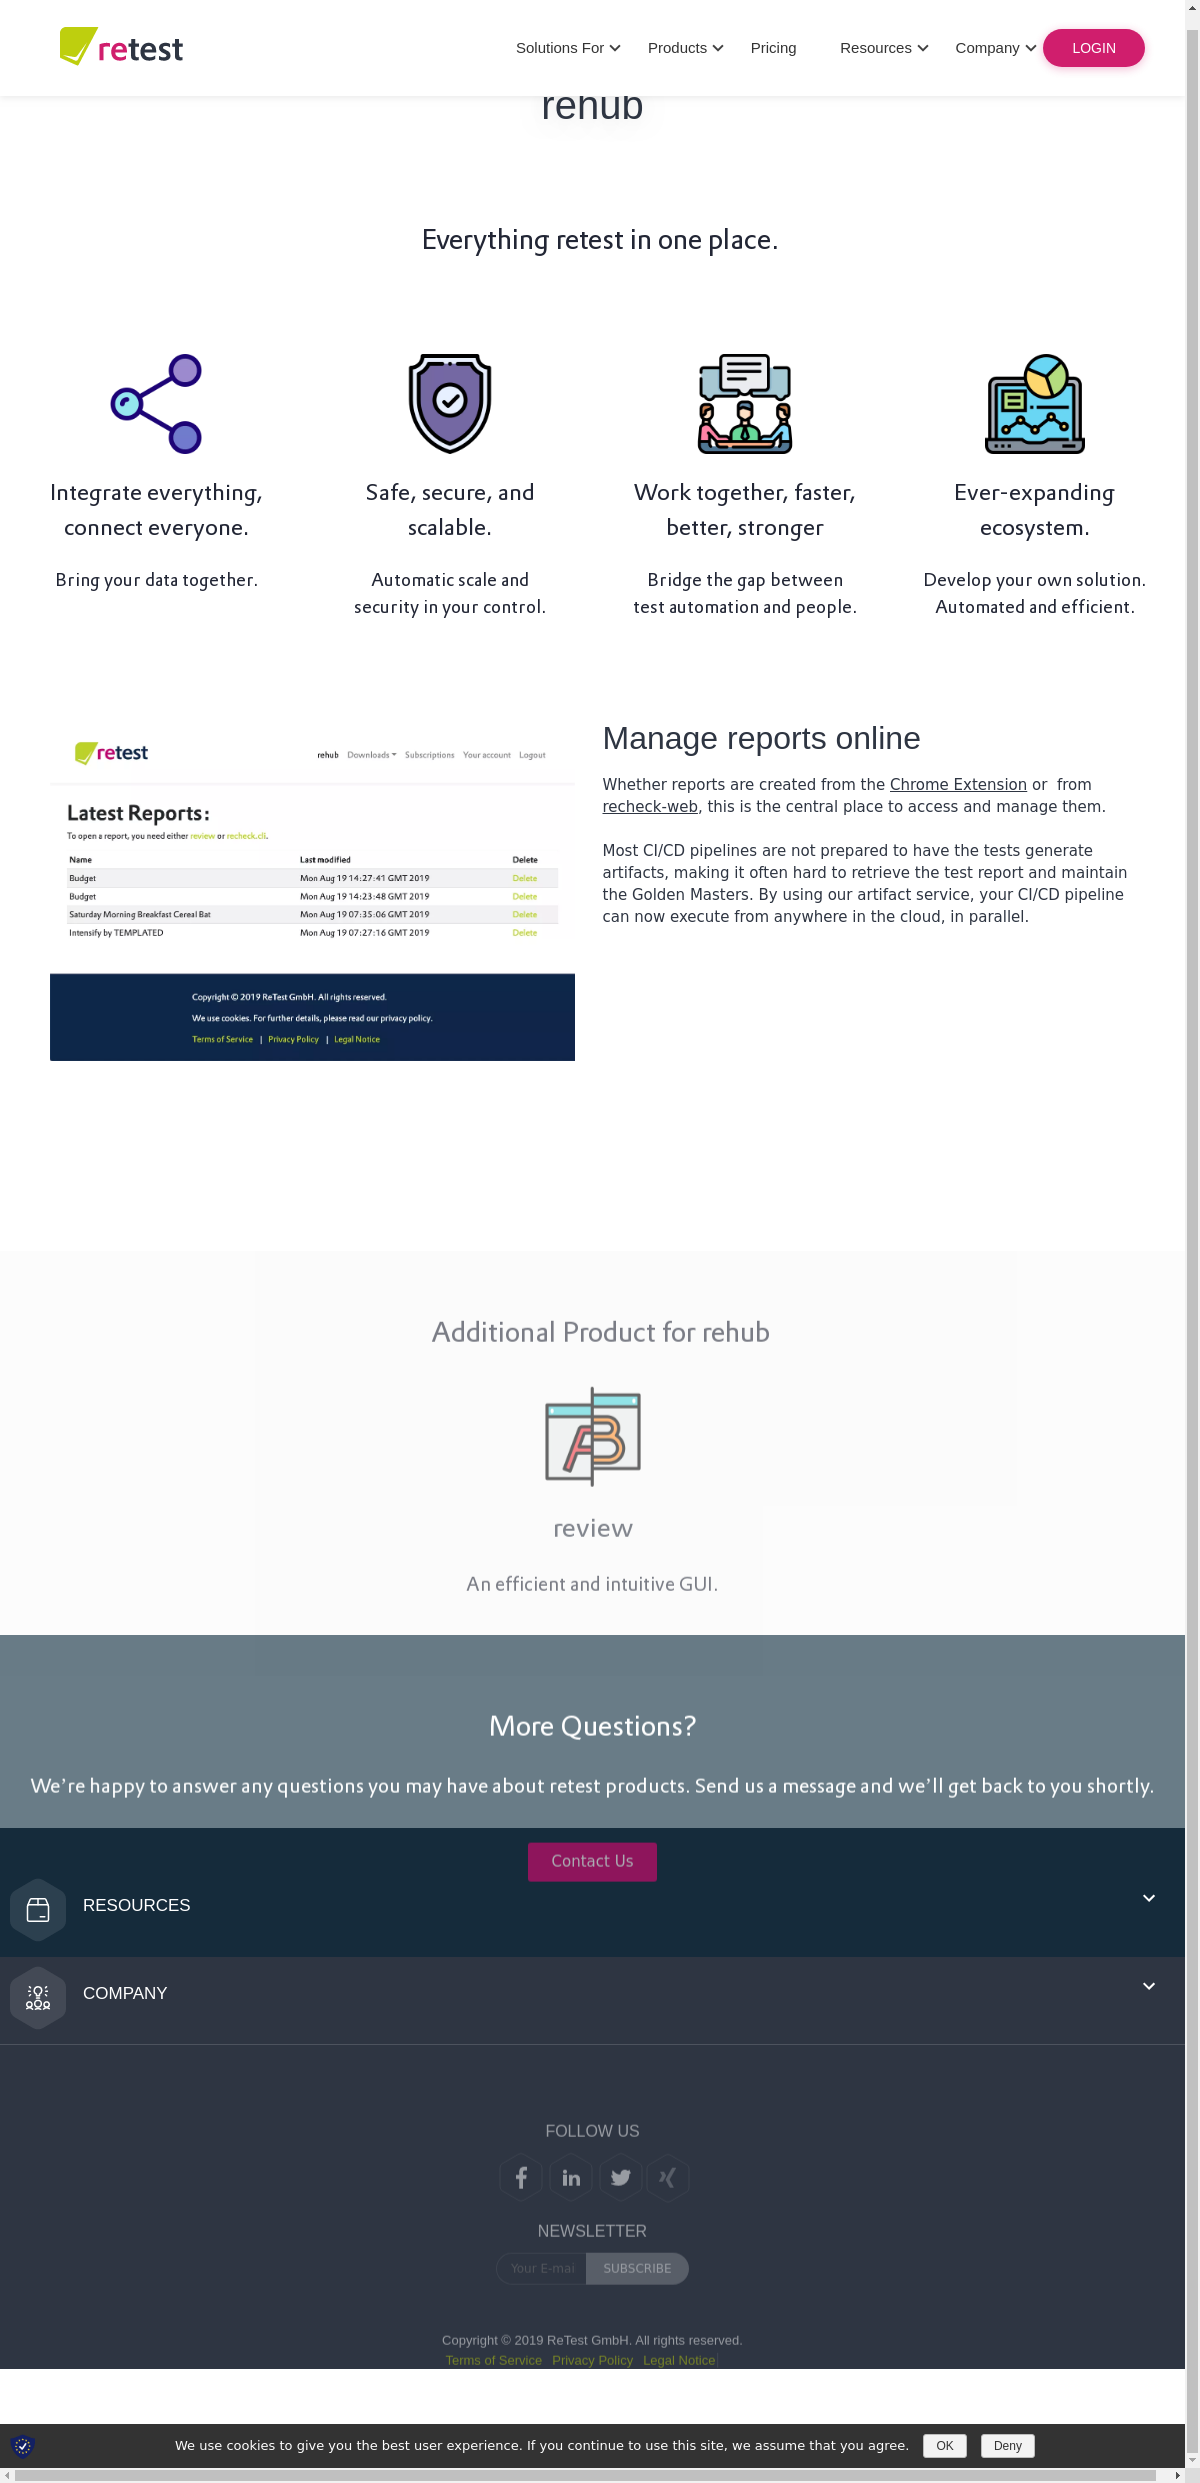 retest
Solutions For
Products
Pricing
Resources
Company
LOGIN
rehub
Everything retest in one place.
Integrate everything,
connect everyone.
Bring your data together.
Safe, secure, and
scalable.
Automatic scale and
security in your control.
Work together, faster,
better, stronger
Bridge the gap between
test automation and people.
Ever-expanding
ecosystem.
Develop your own solution.
Automated and efficient.
retest
rehub Downloads Subscriptions Your account Logout
Latest Reports:
To open a report, you need either review or recheck.cli.
Name Last modified Delete
Budget Mon Aug 19 14:27:41 GMT 2019 Delete
Budget Mon Aug 19 14:23:48 GMT 2019 Delete
Saturday Morning Breakfast Cereal Bat Mon Aug 19 07:35:06 GMT 2019 Delete
Intensify by TEMPLATED Mon Aug 19 07:27:16 GMT 2019 Delete
Copyright © 2019 ReTest GmbH. All rights reserved.
We use cookies. For further details, please read our privacy policy.
Terms of Service | Privacy Policy | Legal Notice
Manage reports online
Whether reports are created from the Chrome Extension or from
recheck-web, this is the central place to access and manage them.
Most CI/CD pipelines are not prepared to have the tests generate
artifacts, making it often hard to retrieve the test report and maintain
the Golden Masters. By using our artifact service, your CI/CD pipeline
can now execute from anywhere in the cloud, in parallel.
Additional Product for rehub
AB
review
An efficient and intuitive GUI.
More Questions?
We’re happy to answer any questions you may have about retest products. Send us a message and we’ll get back to you shortly.
Contact Us
RESOURCES
COMPANY
FOLLOW US
NEWSLETTER
Your E-mai
SUBSCRIBE
Copyright © 2019 ReTest GmbH. All rights reserved.
Terms of Service Privacy Policy Legal Notice
We use cookies to give you the best user experience. If you continue to use this site, we assume that you agree.
OK
Deny